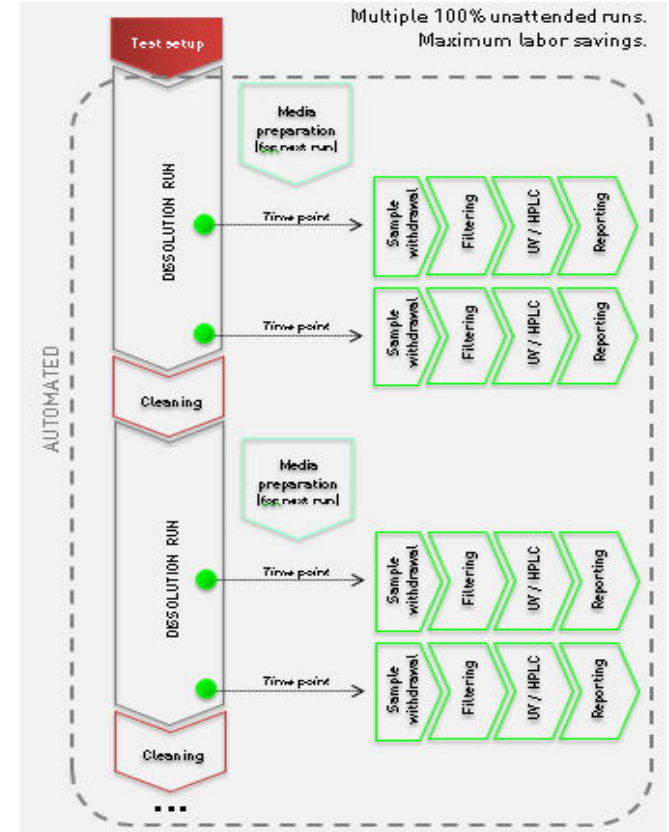 Multiple 100% unattended runs.
Maximum labor savings.
Test setup
AUTOMATED
DISSOLUTION RUN
Media
preparation
(for next run)
Time point
Sample
withdrawal
Filtering
UV / HPLC
Reporting
Time point
Sample
withdrawal
Filtering
UV / HPLC
Reporting
Cleaning
DISSOLUTION RUN
Media
preparation
(for next run)
Time point
Sample
withdrawal
Filtering
UV / HPLC
Reporting
Time point
Sample
withdrawal
Filtering
UV / HPLC
Reporting
Cleaning
...